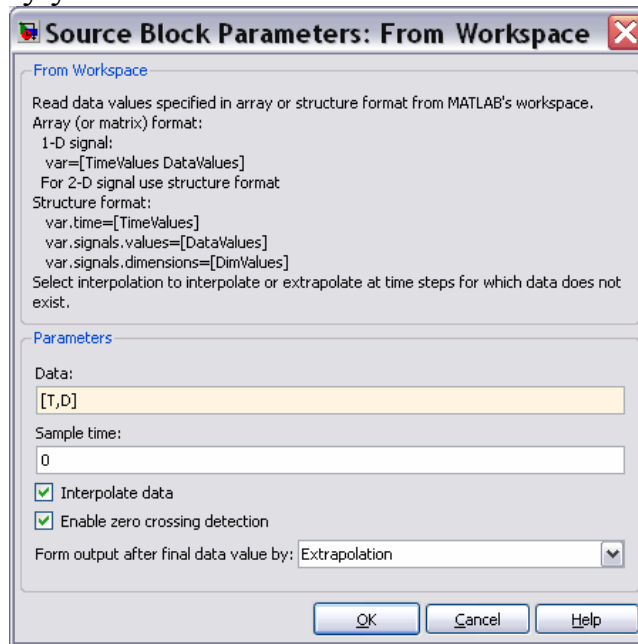 Source Block Parameters: From Workspace
From Workspace
Read data values specified in array or structure format from MATLAB's workspace.
Array (or matrix) format:
1-D signal:
var=[TimeValues DataValues]
For 2-D signal use structure format
Structure format:
var.time=[TimeValues]
var.signals.values=[DataValues]
var.signals.dimensions=[DimValues]
Select interpolation to interpolate or extrapolate at time steps for which data does not
exist.
Parameters
Data:
[T,D]
Sample time:
0
Interpolate data
Enable zero crossing detection
Form output after final data value by: Extrapolation
OK Cancel Help